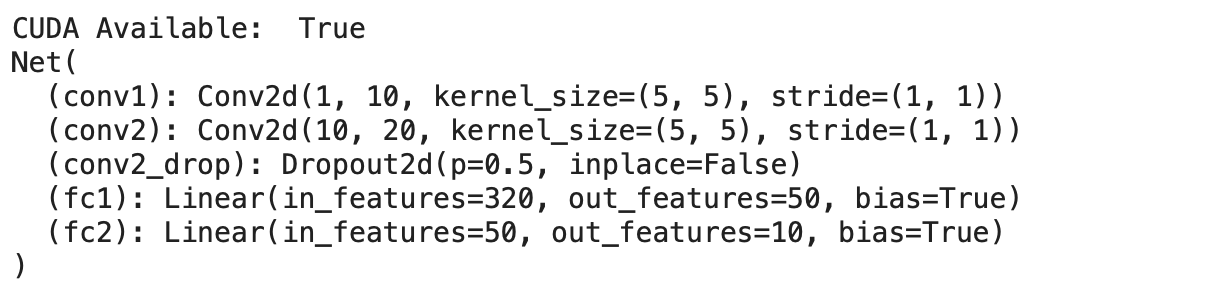 CUDA Available:  True
Net(
  (conv1): Conv2d(1, 10, kernel_size=(5, 5), stride=(1, 1))
  (conv2): Conv2d(10, 20, kernel_size=(5, 5), stride=(1, 1))
  (conv2_drop): Dropout2d(p=0.5, inplace=False)
  (fc1): Linear(in_features=320, out_features=50, bias=True)
  (fc2): Linear(in_features=50, out_features=10, bias=True)
)